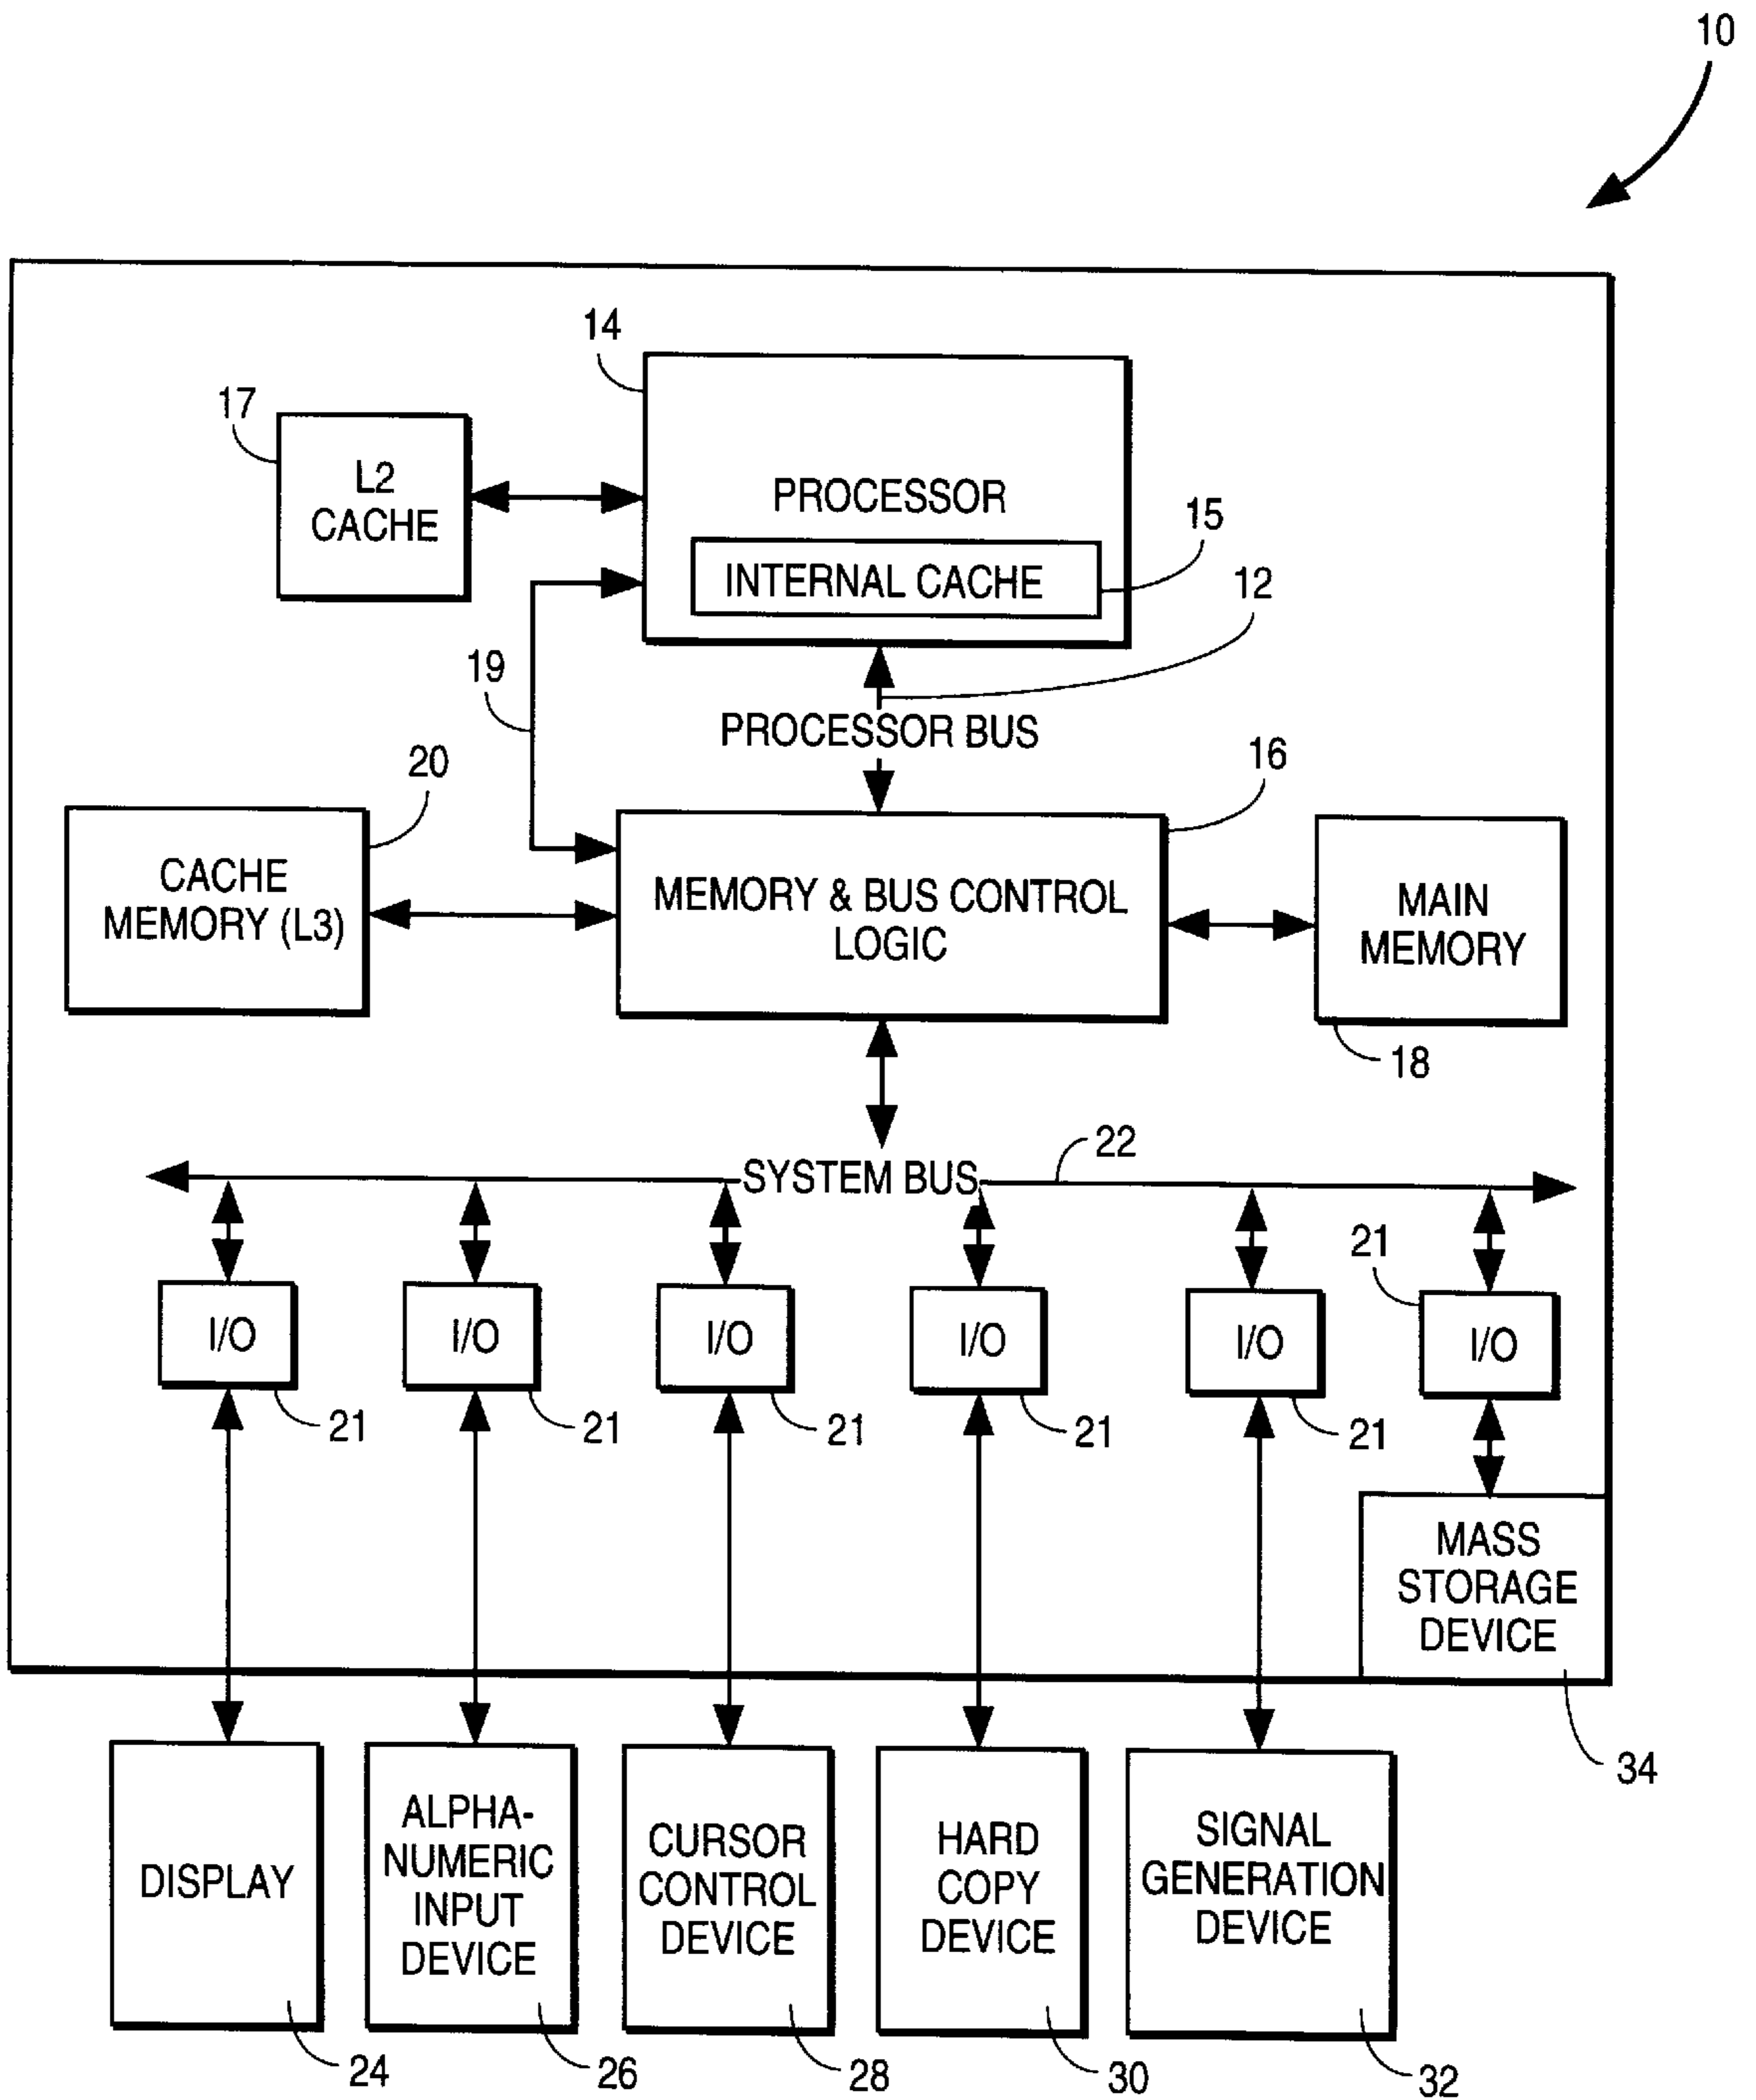 10
14
17
L2
CACHE
PROCESSOR
15
INTERNAL CACHE
12
19
PROCESSOR BUS
20
16
CACHE
MEMORY (L3)
MEMORY & BUS CONTROL
LOGIC
MAIN
MEMORY
18
22
SYSTEM BUS
21
I/O
I/O
I/O
I/O
I/O
I/O
21
21
21
21
21
MASS
STORAGE
DEVICE
34
DISPLAY
ALPHA-
NUMERIC
INPUT
DEVICE
CURSOR
CONTROL
DEVICE
HARD
COPY
DEVICE
SIGNAL
GENERATION
DEVICE
24
26
28
30
32